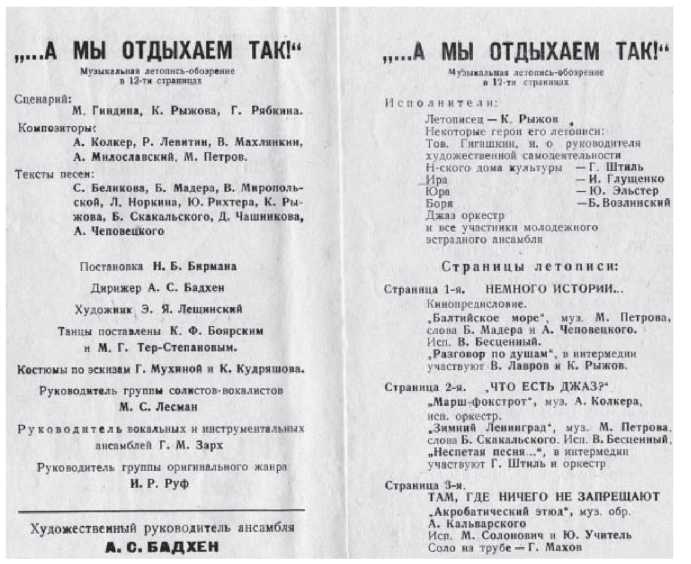 „...А МЫ ОТДЫХАЕМ ТАК!“
Музыкальная летопись-обозрение
в 12-ти страницах
Сценарий:
М. Гиндина, К. Рыжова, Г. Рябкина.
Композиторы:
А. Колкер, Р. Левитин, В. Махлинкин,
А. Милославский, М. Петров.
Тексты песен:
С. Беликова, Б. Мадера, В. Мирополь-
ской, Л. Норкина, Ю. Рихтера, К. Ры-
жова, Б. Скакальского, Д. Чашникова,
А. Чеповецкого
Постановка Н. Б. Бирмана
Дирижер А. С. Бадхен
Художник Э. Я. Лещинский
Танцы поставлены К. Ф. Боярским
и М. Г. Тер-Степановым.
Костюмы по эскизам Г. Мухиной и К. Кудряшова.
Руководитель группы солистов-вокалистов
М. С. Лесман
Руководитель вокальных и инструментальных
ансамблей Г. М. Зарх
Руководитель группы оригинального жанра
И. Р. Руф
Художественный руководитель ансамбля
А. С. БАДХЕН
„...А МЫ ОТДЫХАЕМ ТАК!“
Музыкальная летопись-обозрение
в 12-ти страницах
Исполнители:
Летописец — К. Рыжов
Некоторые герои его летописи:
Тов. Гигашкин, и. о руководителя
художественной самодеятельности
Н-ского дома культуры — Г. Штиль
Ира — И. Глущенко
Юра — Ю. Эльстер
Боря — Б. Возлинский
Джаз оркестр
и все участники молодежного
эстрадного ансамбля
Страницы летописи:
Страница 1-я. НЕМНОГО ИСТОРИИ...
Кинопредисловие.
„Балтийское море“, муз. М. Петрова,
слова Б. Мадера и А. Чеповецкого.
Исп. В. Бесценный.
„Разговор по душам“, в интермедии
участвуют В. Лавров и К. Рыжов.
Страница 2-я. „ЧТО ЕСТЬ ДЖАЗ?“
„Марш-фокстрот“, муз. А. Колкера,
исп. оркестр.
„Зимний Ленинград“, муз. М. Петрова,
слова Б. Скакальского. Исп. В. Бесценный.
„Неспетая песня...“, в интермедии
участвуют Г. Штиль и оркестр
Страница 3-я.
ТАМ, ГДЕ НИЧЕГО НЕ ЗАПРЕЩАЮТ
„Акробатический этюд“, муз. обр.
А. Кальварского
Исп. М. Солонович и Ю. Учитель
Соло на трубе — Г. Махов